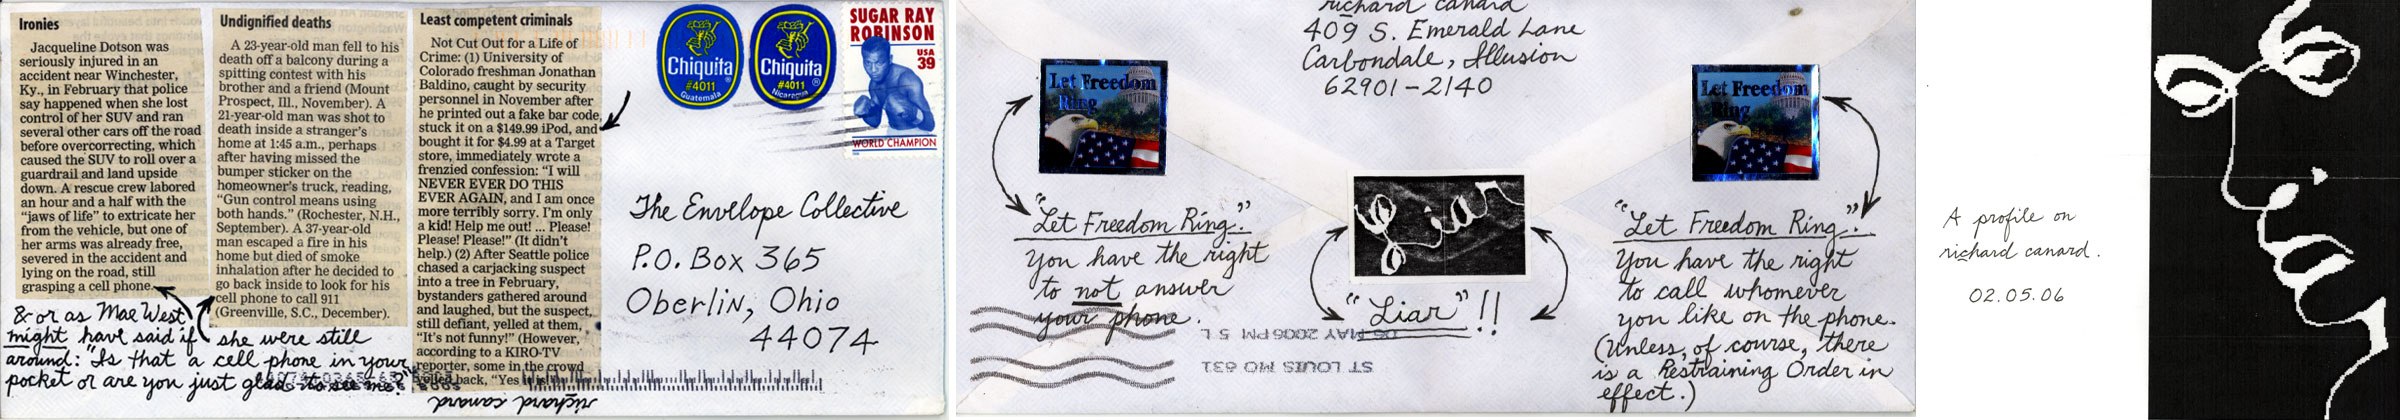 Ironies
Jacqueline Dotson was
seriously injured in an
accident near Winchester,
Ky., in February that police
say happened when she lost
control of her SUV and ran
several other cars off the road
before overcorrecting, which
caused the SUV to roll over a
guardrail and land upside
down. A rescue crew labored
an hour and a half with the
"jaws of life" to extricate her
from the vehicle, but one of
her arms was already free,
severed in the accident and
lying on the road, still
grasping a cell phone.
Undignified deaths
A 23-year-old man fell to his
death off a balcony during a
spitting contest with his
brother and a friend (Mount
Prospect, Ill., November). A
21-year-old man was shot to
death inside a stranger's
home at 1:45 a.m., perhaps
after having missed the
bumper sticker on the
homeowner's truck, reading,
"Gun control means using
both hands." (Rochester, N.H.,
September). A 37-year-old
man escaped a fire in his
home but died of smoke
inhalation after he decided to
go back inside to look for his
cell phone to call 911
(Greenville, S.C., December).
Least competent criminals
Not Cut Out for a Life of
Crime: (1) University of
Colorado freshman Jonathan
Baldino, caught by security
personnel in November after
he printed out a fake bar code,
stuck it on a $149.99 iPod, and
bought it for $4.99 at a Target
store, immediately wrote a
frenzied confession: "I will
NEVER EVER DO THIS
EVER AGAIN, and I am once
more terribly sorry. I'm only
a kid! Help me out! ... Please!
Please! Please!" (It didn't
help.) (2) After Seattle police
chased a carjacking suspect
into a tree in February,
bystanders gathered around
and laughed, but the suspect,
still defiant, yelled at them,
"It's not funny!" (However,
according to a KIRO-TV
reporter, some in the crowd
yelled back, "Yes
& or as Mae West
might have said if she were still
around: "Is that a cell phone in your
pocket or are you just glad to see me?"
richard canard
Chiquita
#4011
Guatemala
Chiquita
#4011
Nicaragua
SUGAR RAY
ROBINSON
USA
39
WORLD CHAMPION
The Envelope Collective
P.O. Box 365
Oberlin, Ohio
44074
richard canard
409 S. Emerald Lane
Carbondale, Illusion
62901-2140
Let Freedom
Ring
"Let Freedom Ring."
You have the right
to not answer
your phone.
Liar
"Liar"!!
Let Freedom
Ring
"Let Freedom Ring."
You have the right
to call whomever
you like on the phone.
(Unless, of course, there
is a Restraining Order in
effect.)
ST LOUIS MO 631
05 MAY 2006 PM 5 L
A profile on
richard canard.
02.05.06
Liar